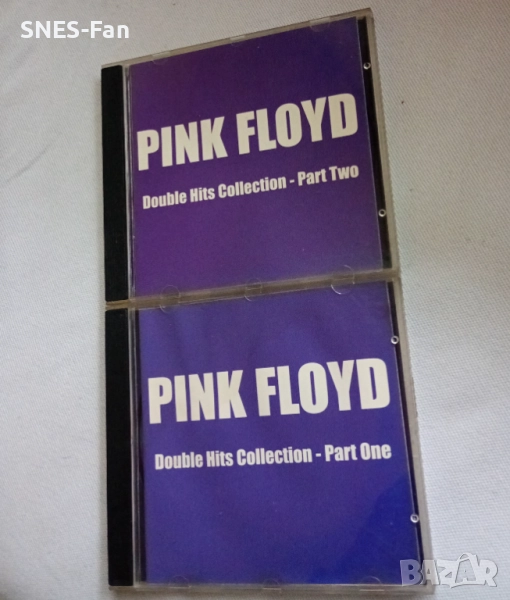 SNES-Fan
PINK FLOYD
Double Hits Collection - Part Two
PINK FLOYD
Double Hits Collection - Part One
BAZAR